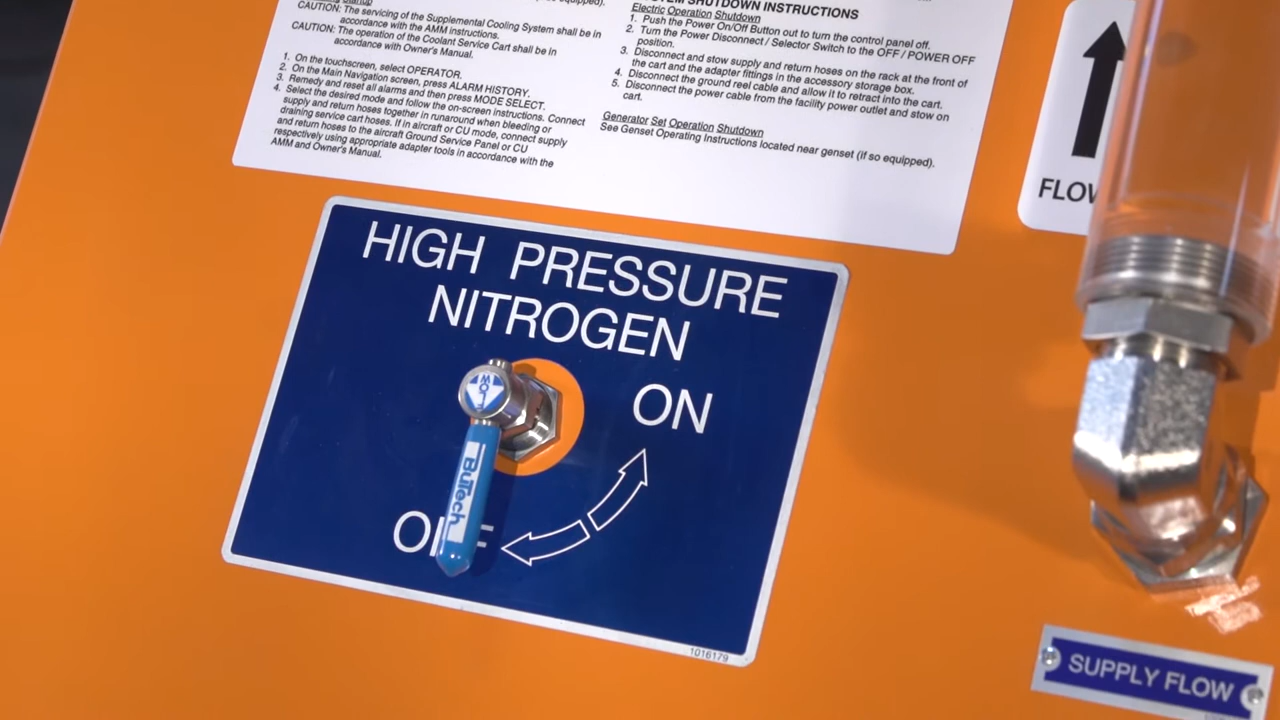 CAUTION: The servicing of the Supplemental Cooling System shall be in
accordance with the AMM instructions.
CAUTION: The operation of the Coolant Service Cart shall be in
accordance with Owner's Manual.
1. On the touchscreen, select OPERATOR.
2. On the Main Navigation screen, press ALARM HISTORY.
3. Remedy and reset all alarms and then press MODE SELECT.
4. Select the desired mode and follow the on-screen instructions. Connect
supply and return hoses together in runaround when bleeding or
draining service cart hoses. If in aircraft or CU mode, connect supply
and return hoses to the aircraft Ground Service Panel or CU
respectively using appropriate adapter tools in accordance with the
AMM and Owner's Manual.
SHUTDOWN INSTRUCTIONS
Electric Operation Shutdown
1. Push the Power On/Off Button out to turn the control panel off.
2. Turn the Power Disconnect / Selector Switch to the OFF / POWER OFF
position.
3. Disconnect and stow supply and return hoses on the rack at the front of
the cart and the adapter fittings in the accessory storage box.
4. Disconnect the ground reel cable and allow it to retract into the cart.
5. Disconnect the power cable from the facility power outlet and stow on
cart.
Generator Set Operation Shutdown
See Genset Operating Instructions located near genset (if so equipped).
FLOW
HIGH PRESSURE
NITROGEN
ON
OFF
BuTech
1016179
SUPPLY FLOW